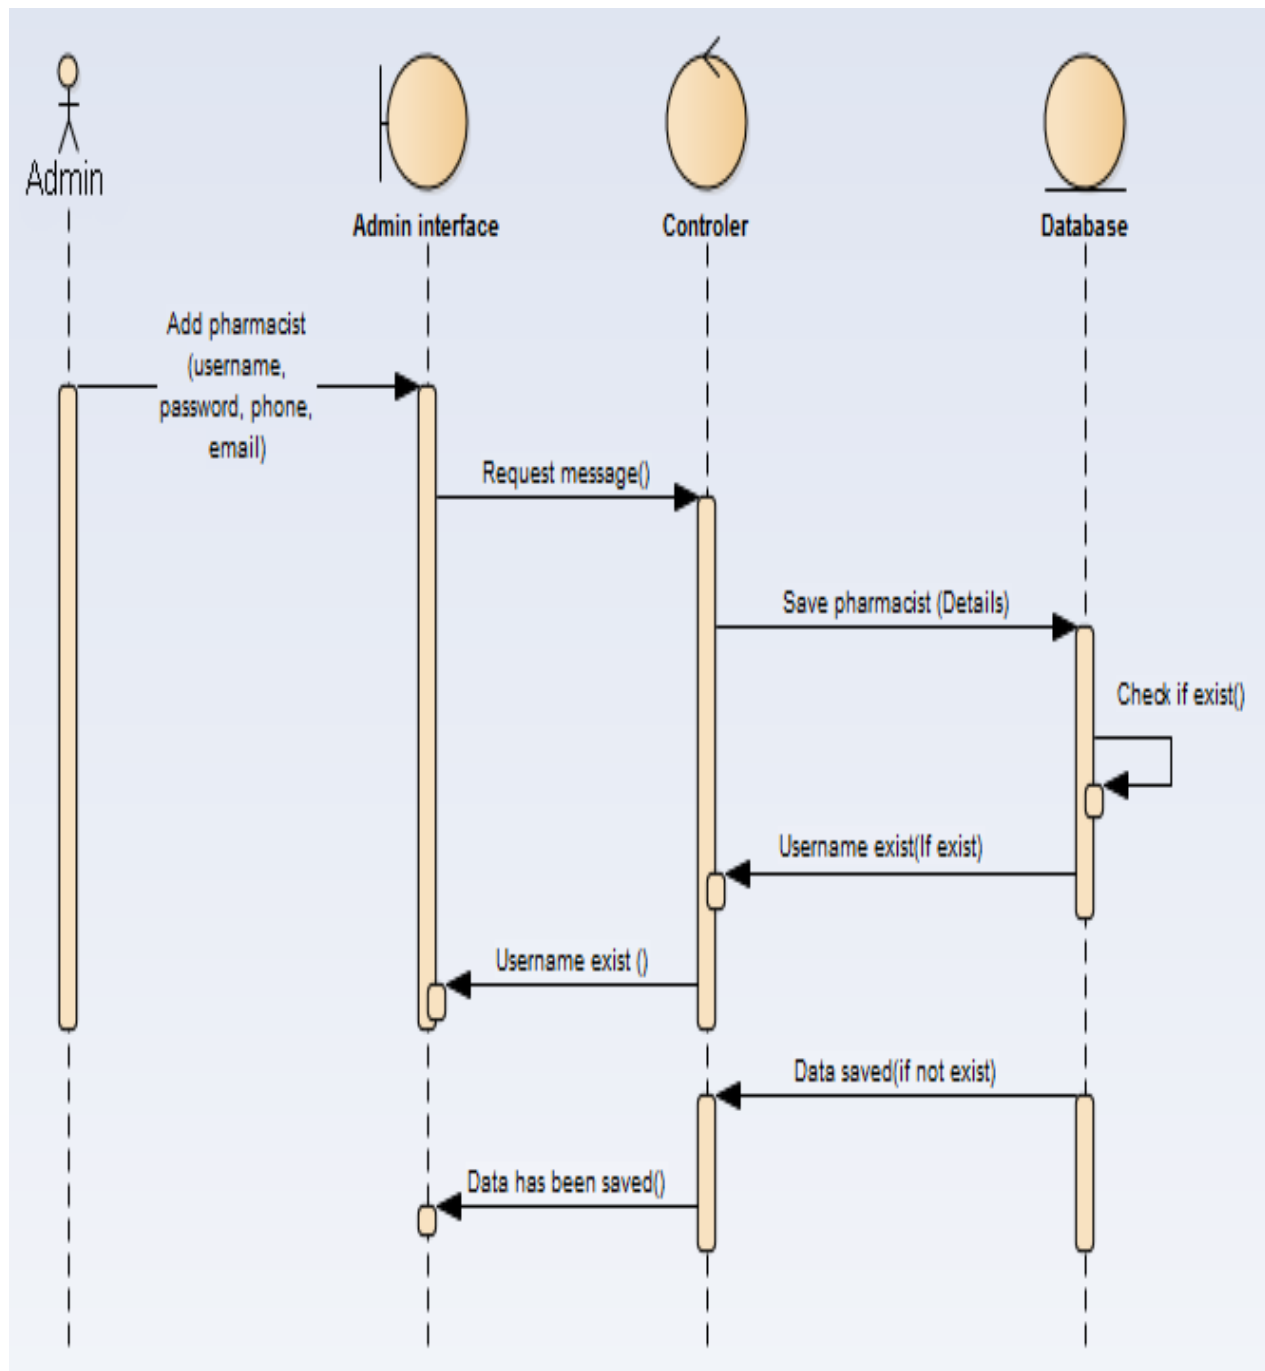 Admin
Admin interface
Controler
Database
Add pharmacist
(username,
password, phone,
email)
Request message()
Save pharmacist (Details)
Check if exist()
Username exist(If exist)
Username exist ()
Data saved(if not exist)
Data has been saved()